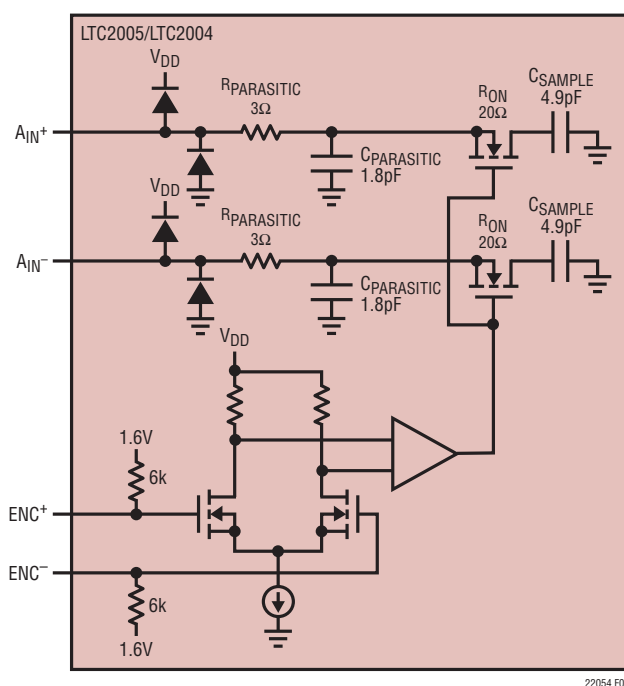 LTC2005/LTC2004
VDD
RPARASITIC
3Ω
RON
20Ω
CSAMPLE
4.9pF
AIN+
CPARASITIC
1.8pF
VDD
RPARASITIC
3Ω
RON
20Ω
CSAMPLE
4.9pF
AIN−
CPARASITIC
1.8pF
VDD
1.6V
6k
ENC+
ENC−
6k
1.6V
22054 F0